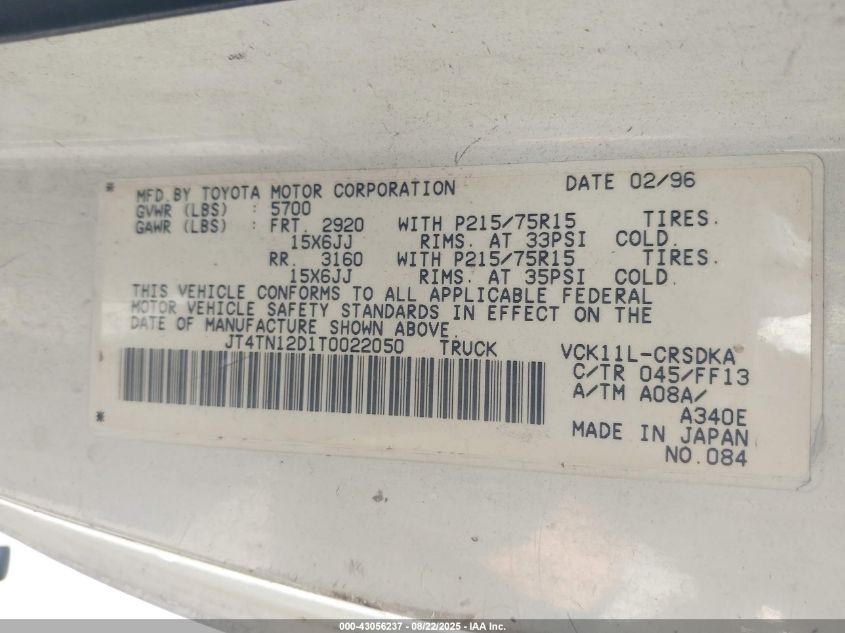 * MFD.BY TOYOTA MOTOR CORPORATION DATE 02/96
GVWR (LBS) : 5700
GAWR (LBS) : FRT. 2920 WITH P215/75R15 TIRES.
15X6JJ RIMS. AT 33PSI COLD.
RR. 3160 WITH P215/75R15 TIRES.
15X6JJ RIMS. AT 35PSI COLD.
THIS VEHICLE CONFORMS TO ALL APPLICABLE FEDERAL
MOTOR VEHICLE SAFETY STANDARDS IN EFFECT ON THE
DATE OF MANUFACTURE SHOWN ABOVE.
JT4TN12D1T0022050 TRUCK VCK11L-CRSDKA
C/TR 045/FF13
A/TM A08A/
* A340E
MADE IN JAPAN
NO.084
000-43056237 - 08/22/2025 - IAA Inc.